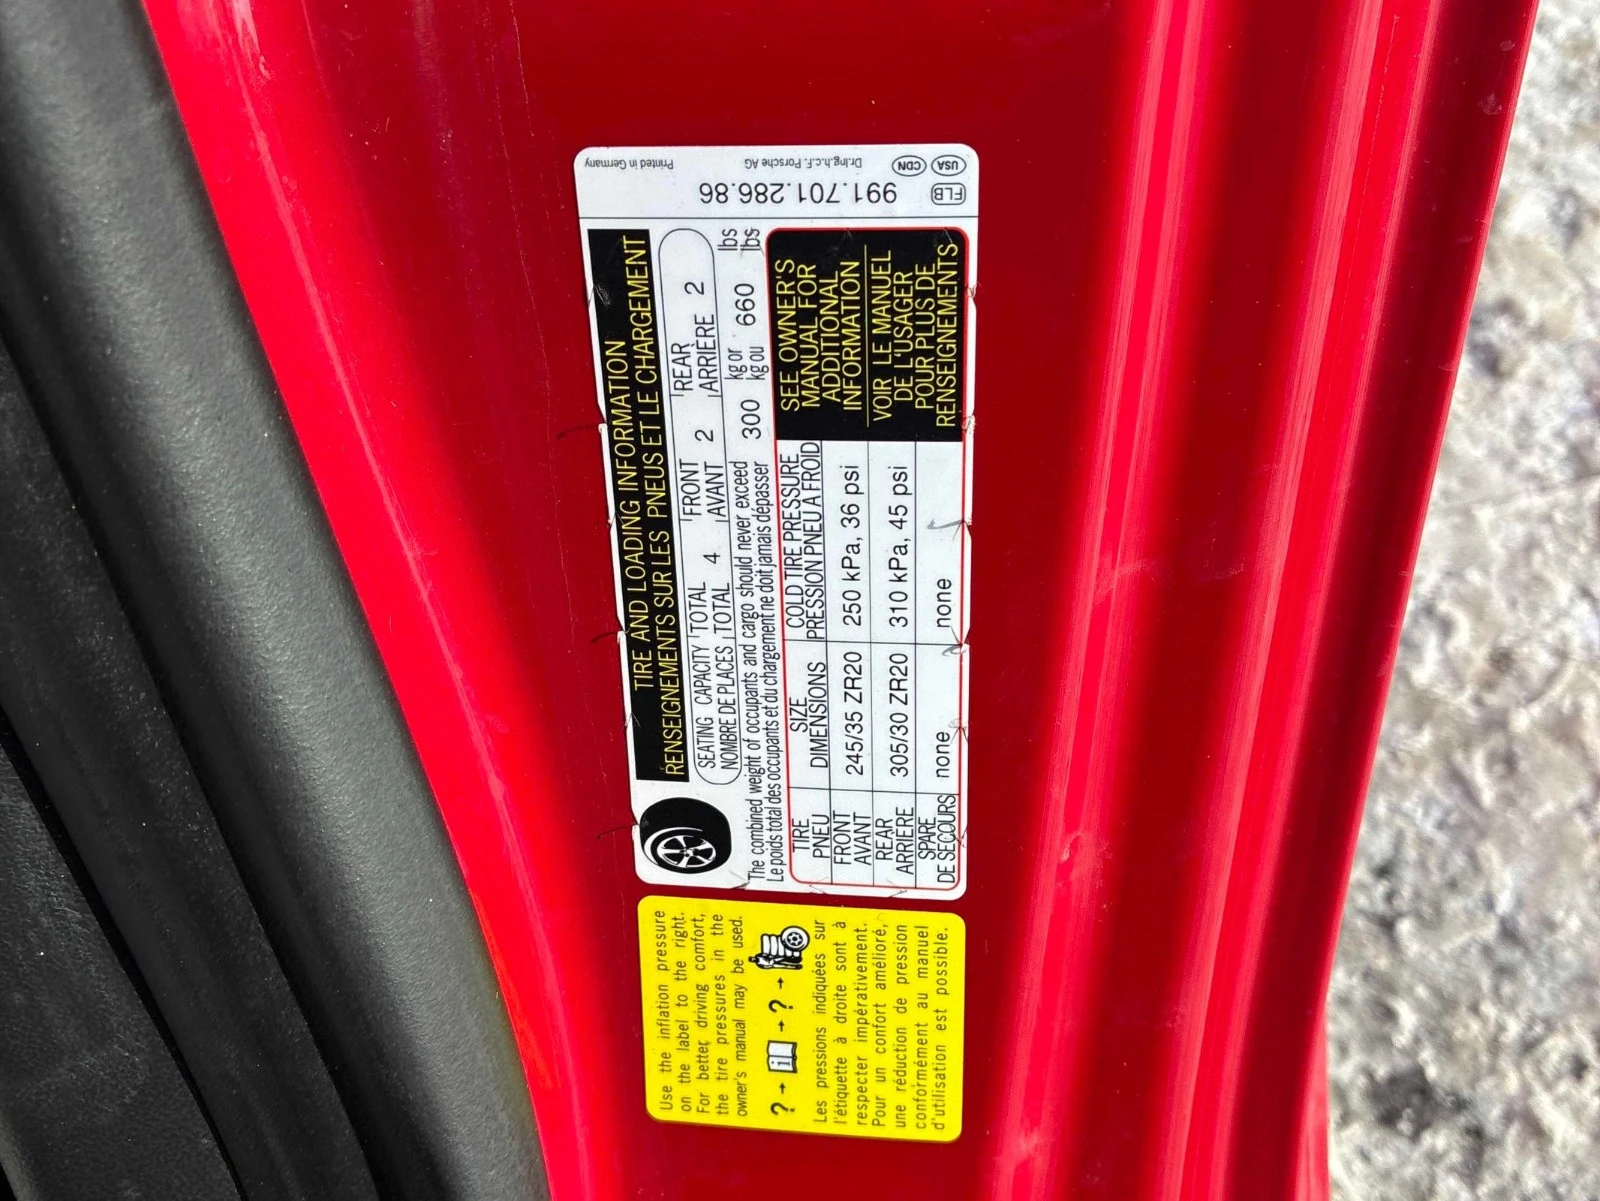 USA CDN Dr.Ing.h.c.F. Porsche AG Printed in Germany
FLB 991.701.286.86
TIRE AND LOADING INFORMATION
RENSEIGNEMENTS SUR LES PNEUS ET LE CHARGEMENT
SEATING CAPACITY TOTAL 4 FRONT 2 REAR 2
NOMBRE DE PLACES TOTAL AVANT ARRIÈRE
The combined weight of occupants and cargo should never exceed 300 kg or 660 lbs
Le poids total des occupants et du chargement ne doit jamais dépasser kg ou lbs
TIRE SIZE COLD TIRE PRESSURE
PNEU DIMENSIONS PRESSION PNEU A FROID
FRONT 245/35 ZR20 250 kPa, 36 psi
AVANT
REAR 305/30 ZR20 310 kPa, 45 psi
ARRIERE
SPARE none none
DE SECOURS
SEE OWNER'S
MANUAL FOR
ADDITIONAL
INFORMATION
VOIR LE MANUEL
DE L'USAGER
POUR PLUS DE
RENSEIGNEMENTS
Use the inflation pressure
on the label to the right.
For better driving comfort,
the tire pressures in the
owner's manual may be used.
? → i → ? →
Les pressions indiquées sur
l'étiquette à droite sont à
respecter impérativement.
Pour un confort amélioré,
une réduction de pression
conformément au manuel
d'utilisation est possible.